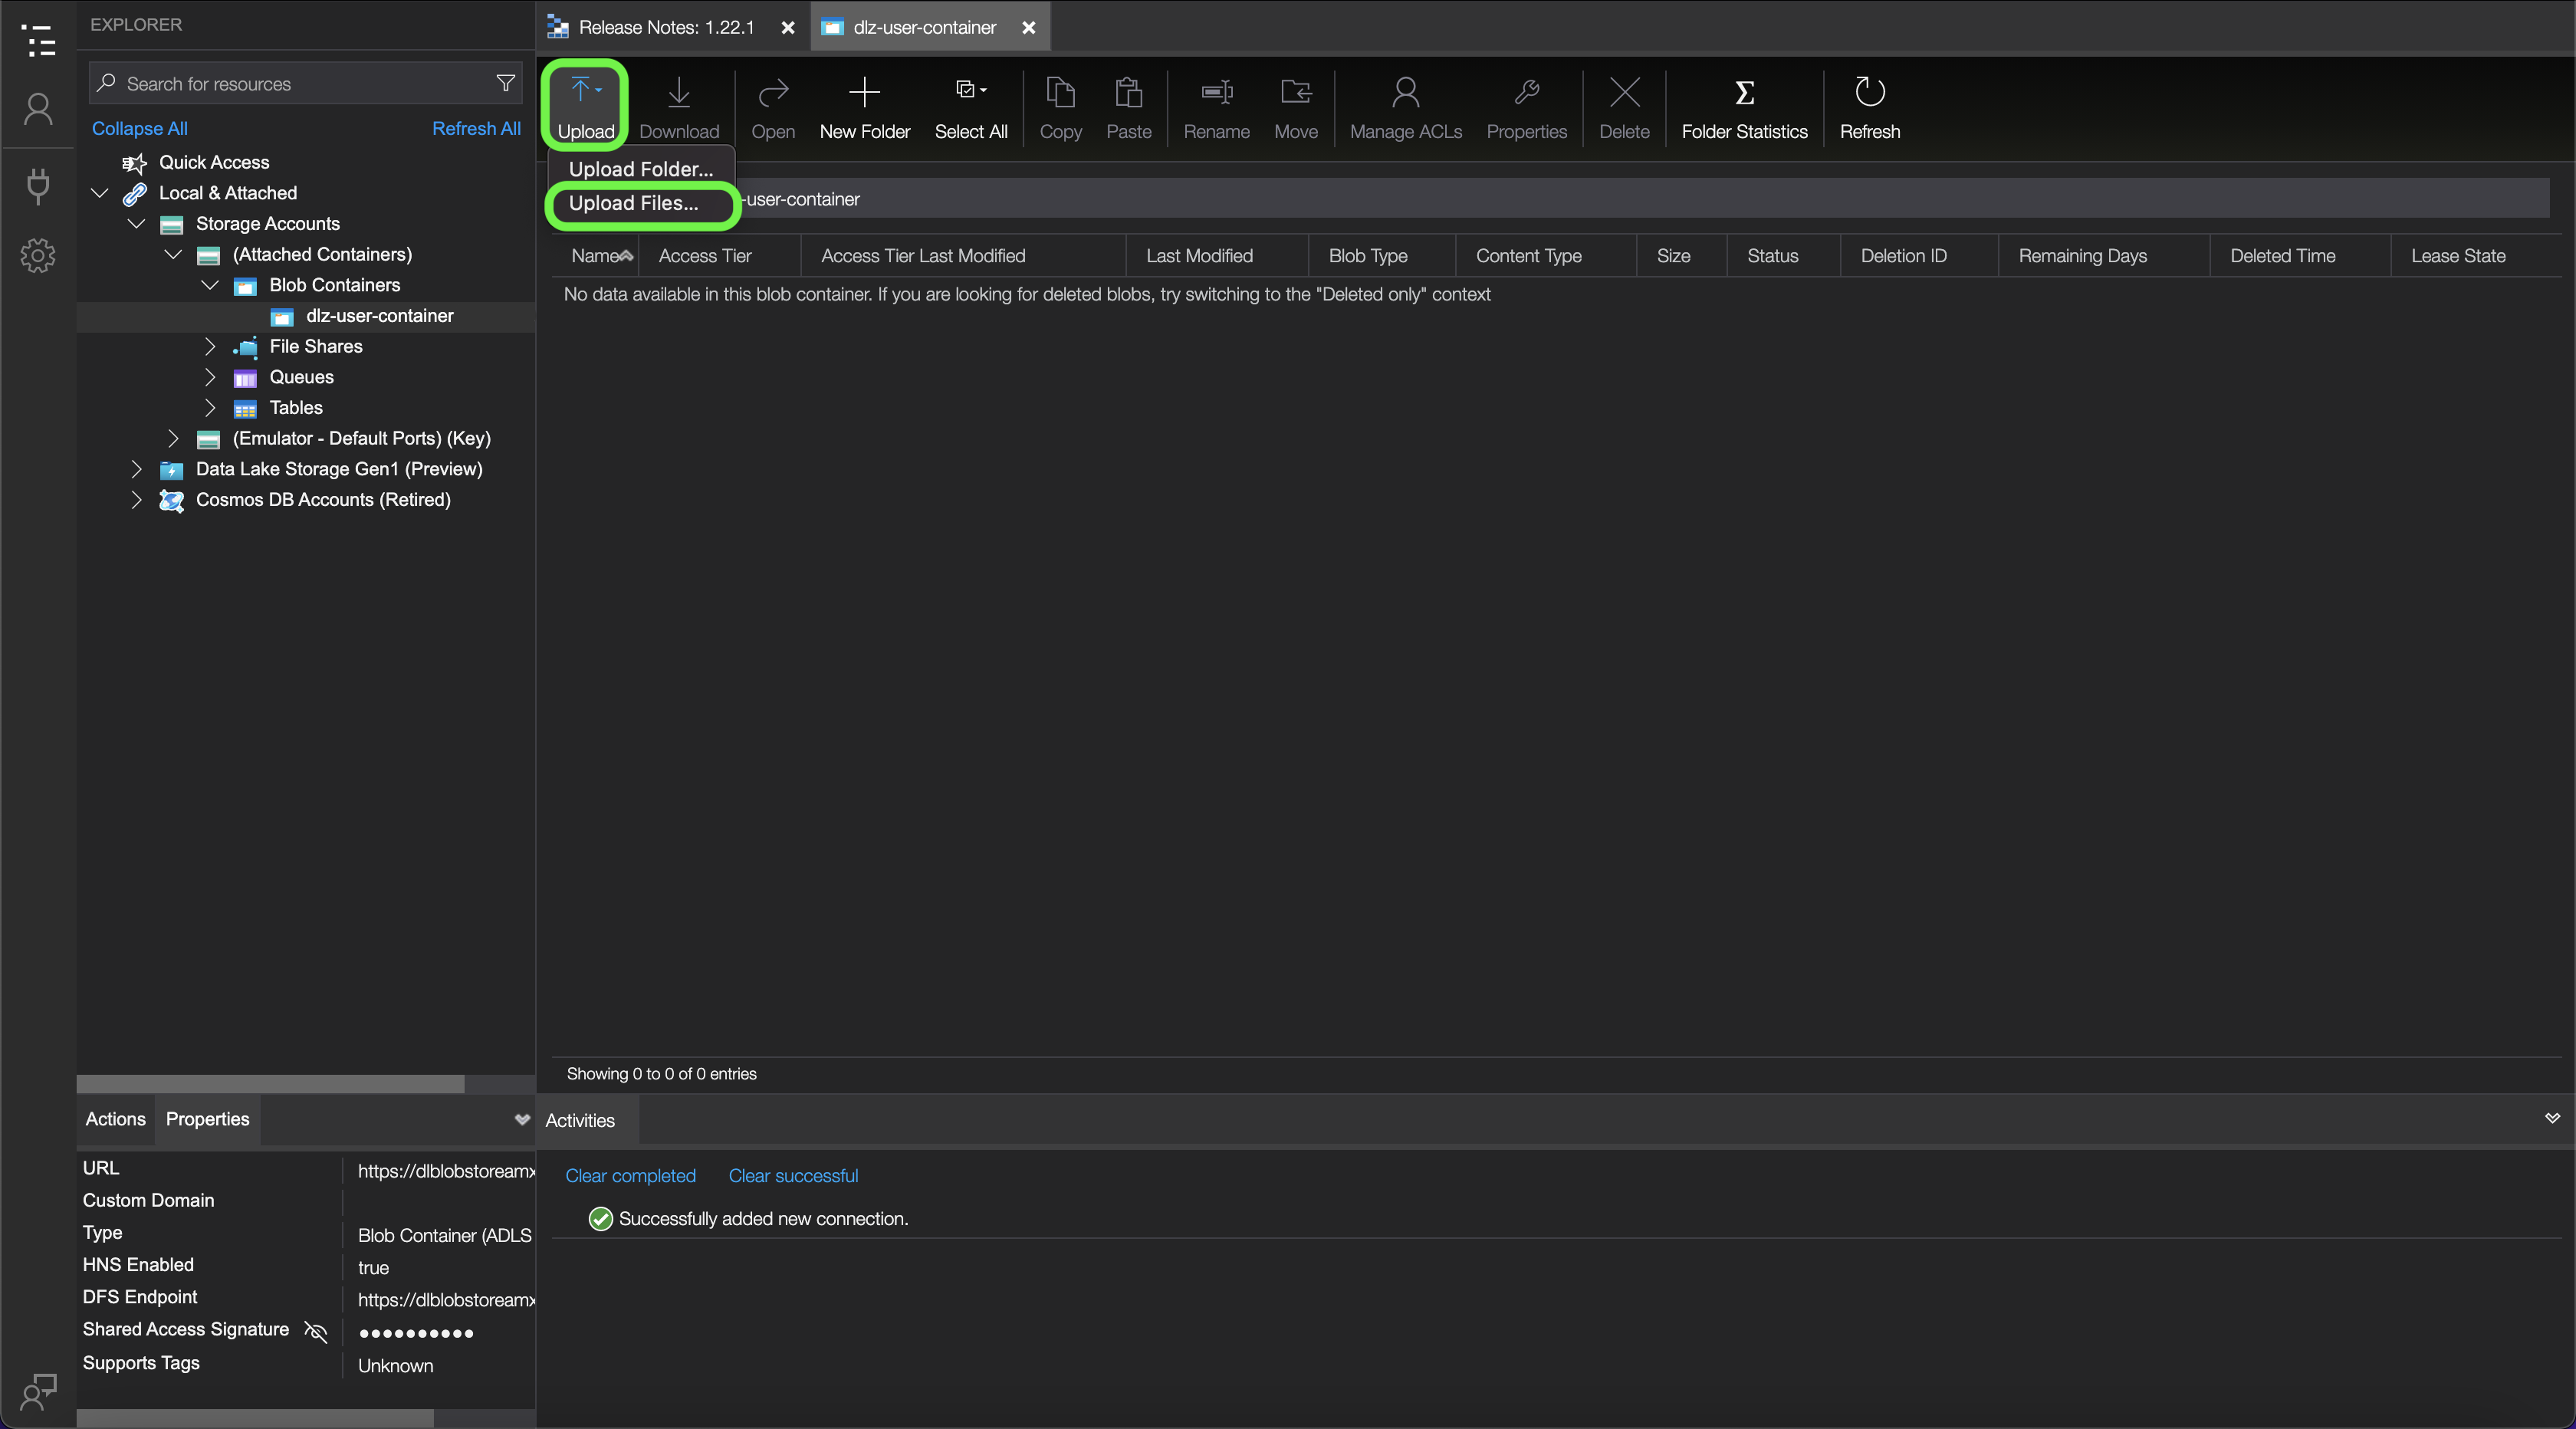 EXPLORER
Search for resources
Collapse All Refresh All
Quick Access
Local & Attached
Storage Accounts
(Attached Containers)
Blob Containers
dlz-user-container
File Shares
Queues
Tables
(Emulator - Default Ports) (Key)
Data Lake Storage Gen1 (Preview)
Cosmos DB Accounts (Retired)
Release Notes: 1.22.1 dlz-user-container
Upload Download Open New Folder Select All Copy Paste Rename Move Manage ACLs Properties Delete Folder Statistics Refresh
Upload Folder...
Upload Files...
-user-container
Name Access Tier Access Tier Last Modified Last Modified Blob Type Content Type Size Status Deletion ID Remaining Days Deleted Time Lease State
No data available in this blob container. If you are looking for deleted blobs, try switching to the "Deleted only" context
Showing 0 to 0 of 0 entries
Actions Properties
URL https://dlblobstoreamx
Custom Domain
Type Blob Container (ADLS
HNS Enabled true
DFS Endpoint https://dlblobstoreamx
Shared Access Signature ●●●●●●●●●●
Supports Tags Unknown
Activities
Clear completed Clear successful
Successfully added new connection.